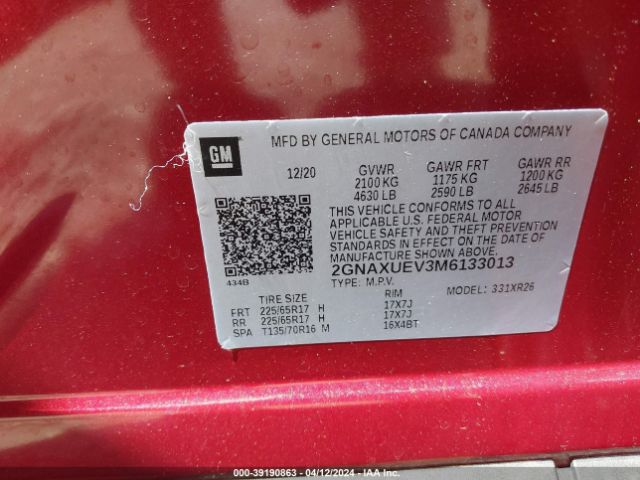 GM
MFD BY GENERAL MOTORS OF CANADA COMPANY
12/20 GVWR GAWR FRT GAWR RR
2100 KG 1175 KG 1200 KG
4630 LB 2590 LB 2645 LB
THIS VEHICLE CONFORMS TO ALL
APPLICABLE U.S. FEDERAL MOTOR
VEHICLE SAFETY AND THEFT PREVENTION
STANDARDS IN EFFECT ON THE DATE OF
MANUFACTURE SHOWN ABOVE.
2GNAXUEV3M6133013
434B
TYPE: M.P.V. MODEL: 331XR26
TIRE SIZE RIM
FRT 225/65R17 H 17X7J
RR 225/65R17 H 17X7J
SPA T135/70R16 M 16X4BT
000-39190863 - 04/12/2024 - IAA Inc.